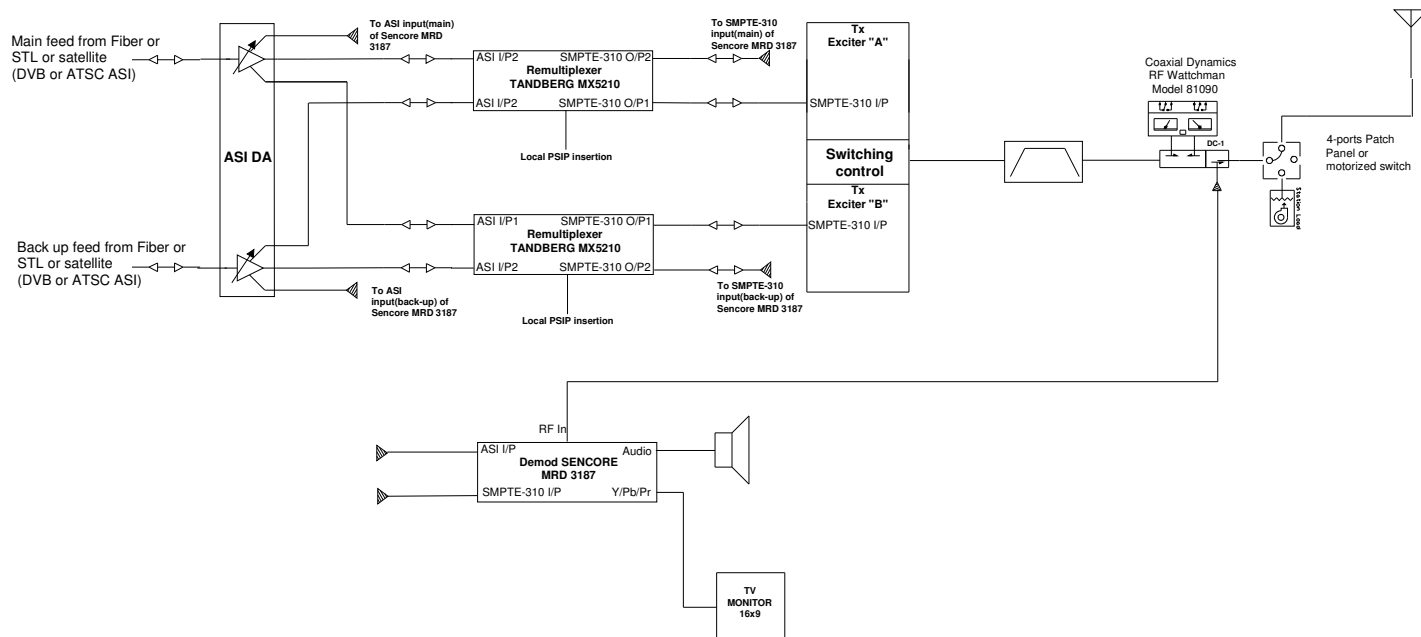 Main feed from Fiber or
STL or satellite
(DVB or ATSC ASI)
Back up feed from Fiber or
STL or satellite
(DVB or ATSC ASI)
ASI DA
To ASI input(main)
of Sencore MRD
3187
To ASI
input(back-up) of
Sencore MRD 3187
ASI I/P2
SMPTE-310 O/P2
Remultiplexer
TANDBERG MX5210
ASI I/P2
SMPTE-310 O/P1
Local PSIP insertion
ASI I/P1
SMPTE-310 O/P1
Remultiplexer
TANDBERG MX5210
ASI I/P2
SMPTE-310 O/P2
Local PSIP insertion
To SMPTE-310
input(main) of
Sencore MRD 3187
To SMPTE-310
input(back-up) of
Sencore MRD 3187
Tx
Exciter "A"
SMPTE-310 I/P
Switching
control
Tx
Exciter "B"
SMPTE-310 I/P
Coaxial Dynamics
RF Wattchman
Model 81090
DC-1
4-ports Patch
Panel or
motorized switch
Station Load
RF In
ASI I/P
Audio
Demod SENCORE
MRD 3187
SMPTE-310 I/P
Y/Pb/Pr
TV
MONITOR
16x9